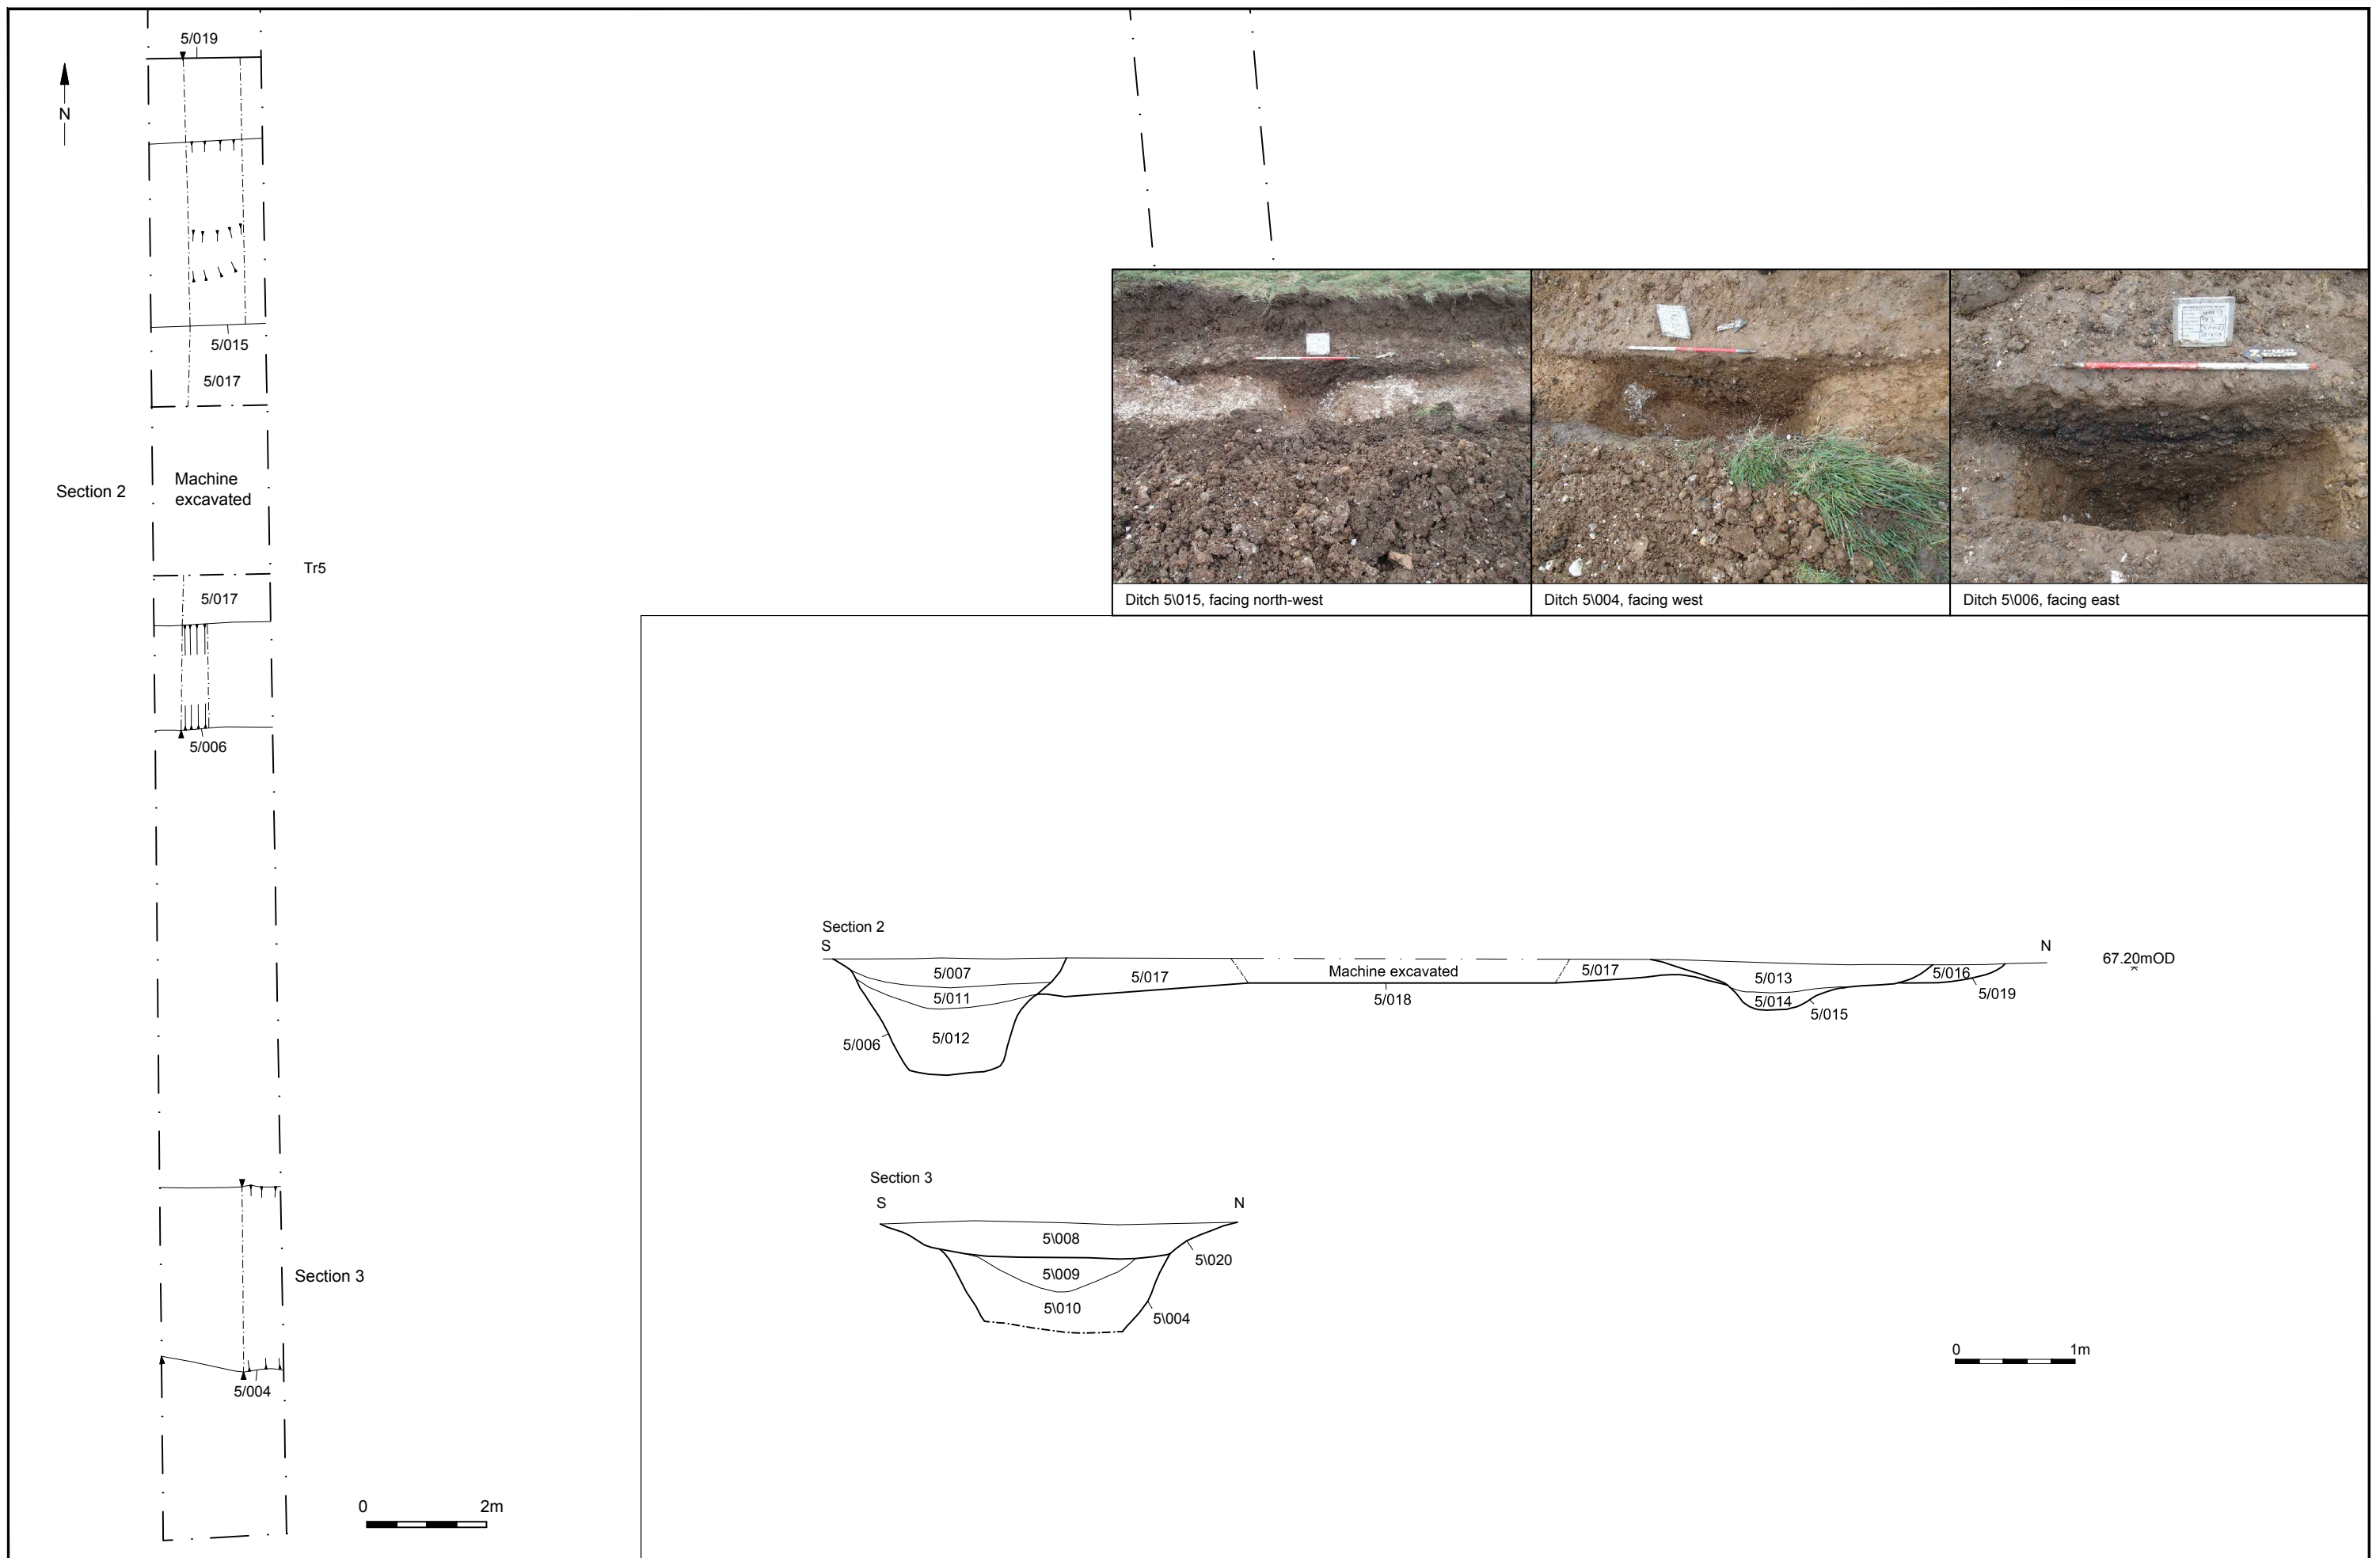 5/019
N
5/015
5/017
Section 2
Machine
excavated
Tr5
5/017
5/006
Section 3
5/004
0 2m
Ditch 5\015, facing north-west
Ditch 5\004, facing west
Ditch 5\006, facing east
Section 2
S N
67.20mOD
5/007
5/011
5/012
5/006
5/017
Machine excavated
5/018
5/017
5/013
5/014
5/015
5/016
5/019
Section 3
S N
5\008
5\009
5\010
5\020
5\004
0 1m